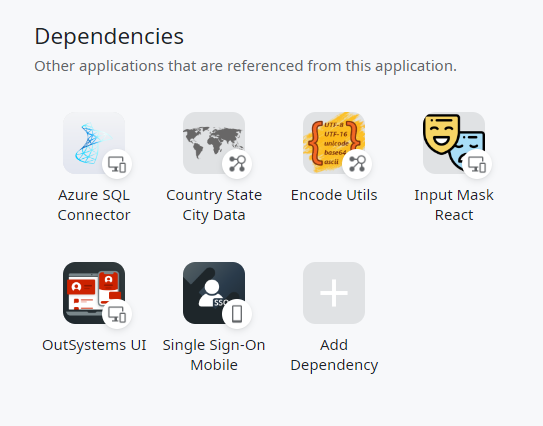 Dependencies
Other applications that are referenced from this application.
UTF-8
UTF-16
unicode
base64
ascii
Azure SQL
Connector
Country State
City Data
Encode Utils
Input Mask
React
SSO
OutSystems UI
Single Sign-On
Mobile
Add
Dependency